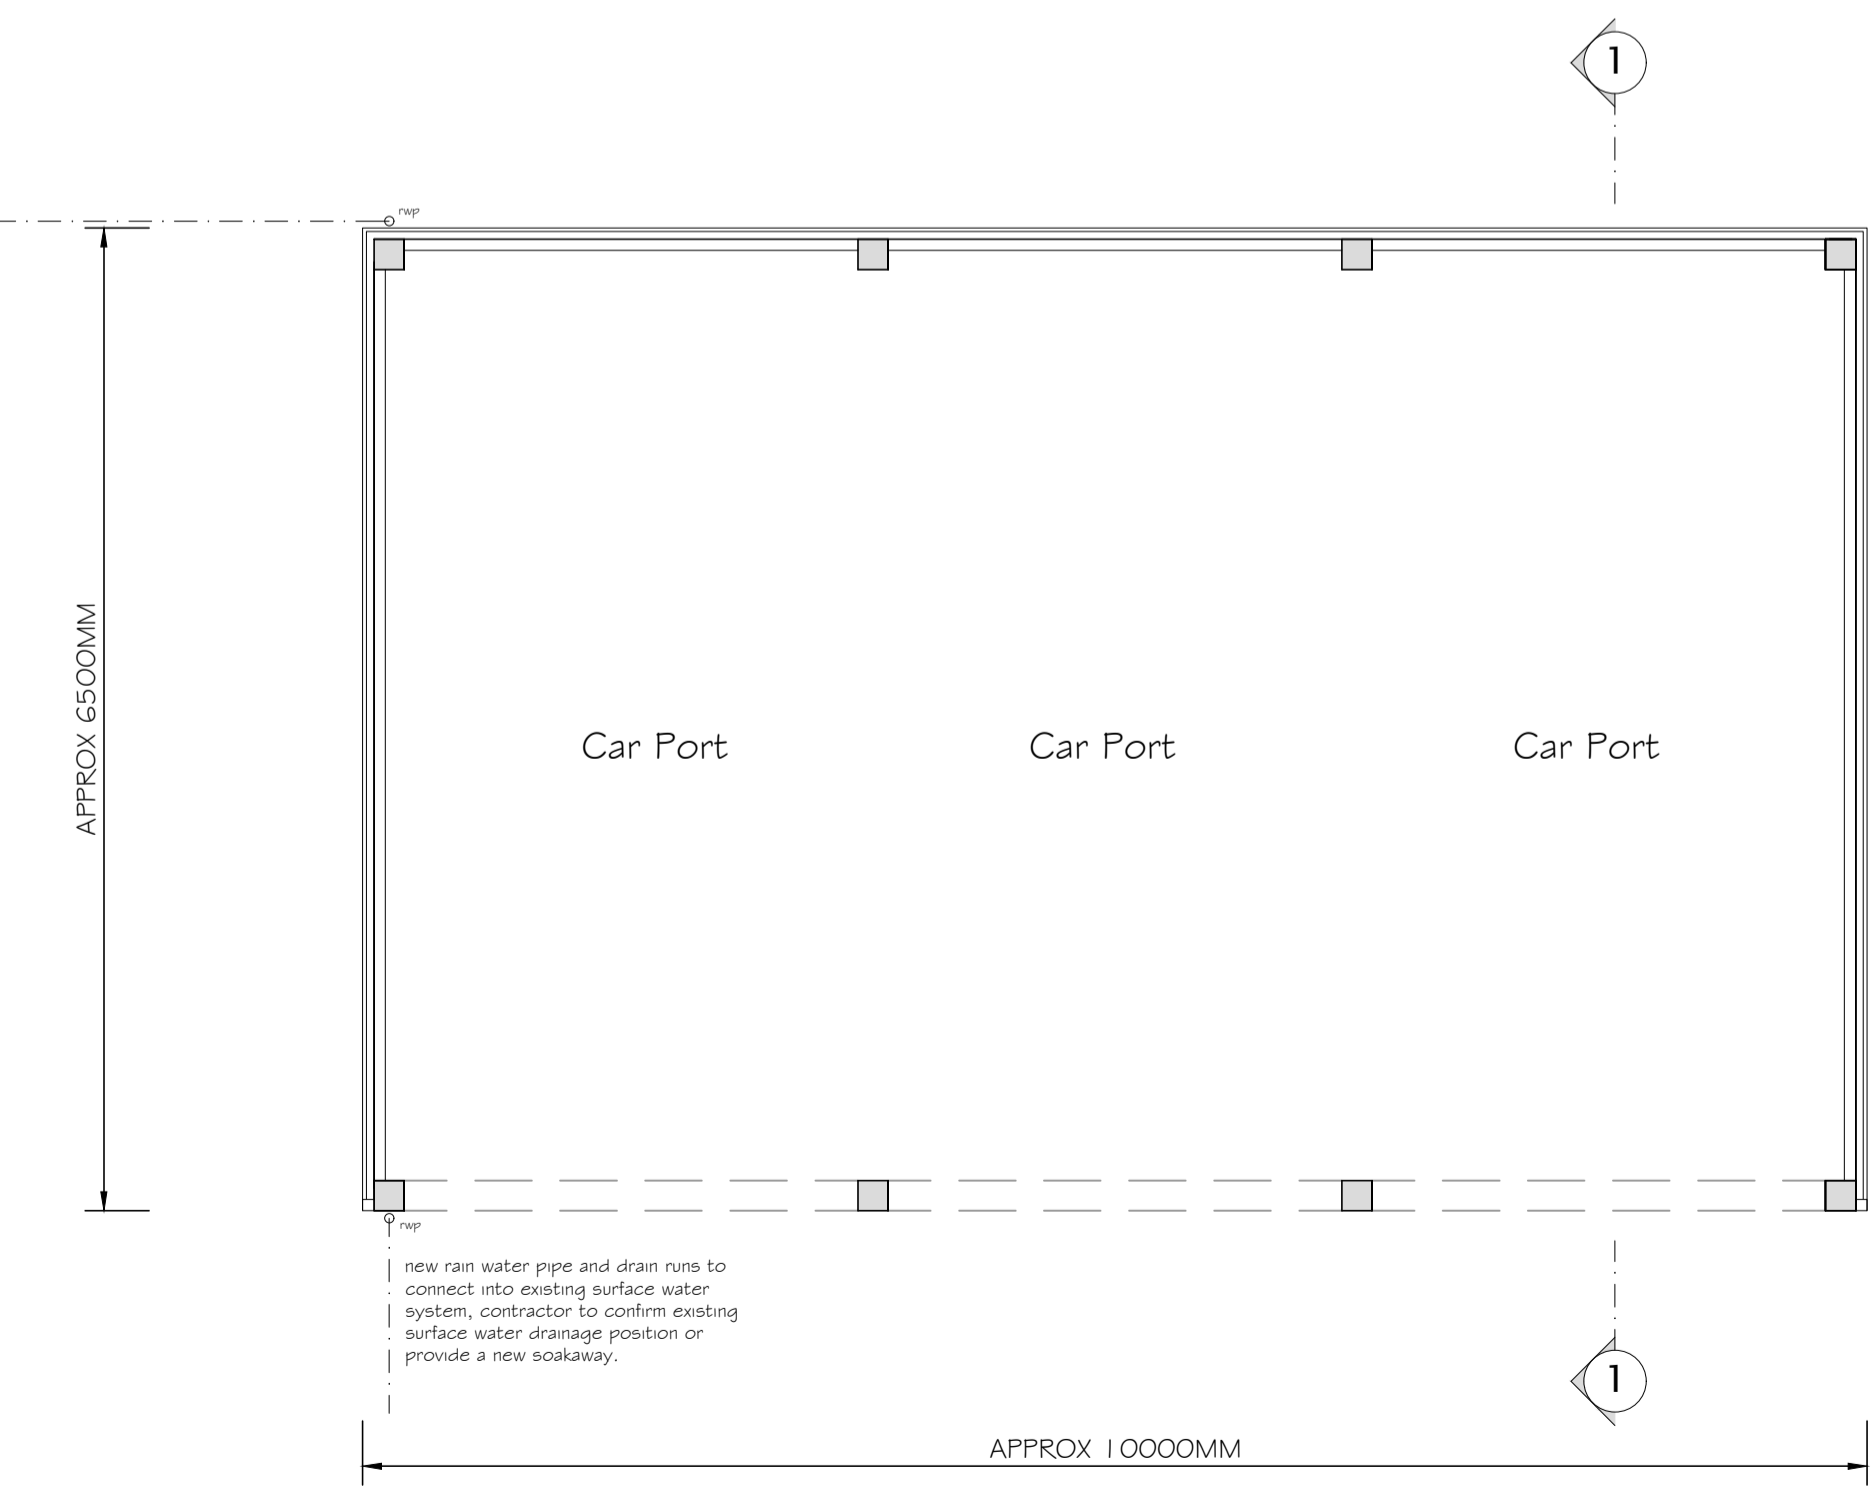 1
rwp
APPROX 6500MM
Car Port
Car Port
Car Port
rwp
new rain water pipe and drain runs to
connect into existing surface water
system, contractor to confirm existing
surface water drainage position or
provide a new soakaway.
1
APPROX 10000MM